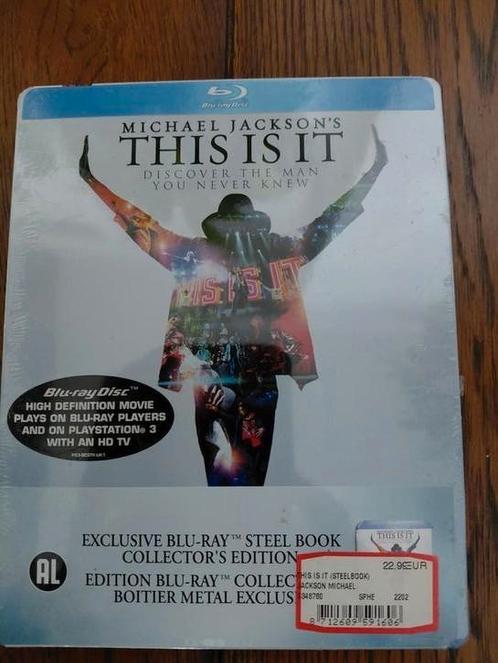 Blu-ray Disc
MICHAEL JACKSON'S
THIS IS IT
DISCOVER THE MAN
YOU NEVER KNEW
THIS IS IT
Blu-ray Disc™
HIGH DEFINITION MOVIE
PLAYS ON BLU-RAY PLAYERS
AND ON PLAYSTATION® 3
WITH AN HD TV
EXCLUSIVE BLU-RAY™ STEEL BOOK
COLLECTOR'S EDITION
THIS IS IT
AL
EDITION BLU-RAY™ COLLEC
BOITIER METAL EXCLUS
22.99EUR
THIS IS IT (STEELBOOK)
JACKSON MICHAEL
SPHE 2202
8 712609 591606